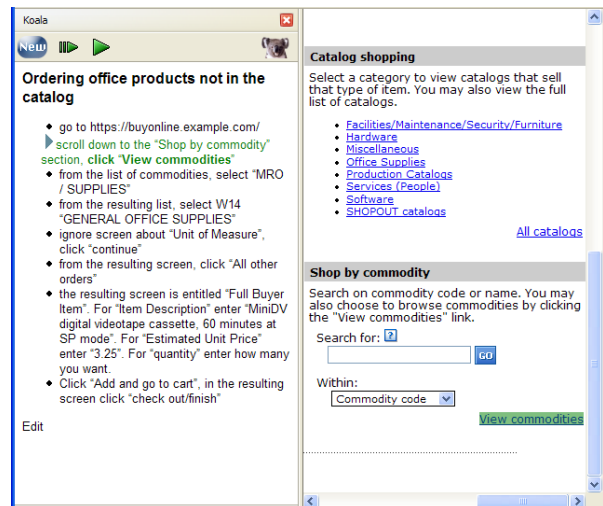 Koala
New
Ordering office products not in the
catalog
go to https://buyonline.example.com/
scroll down to the “Shop by commodity”
section, click “View commodities”
from the list of commodities, select “MRO
/ SUPPLIES”
from the resulting list, select W14
“GENERAL OFFICE SUPPLIES”
ignore screen about “Unit of Measure”,
click “continue”
from the resulting screen, click “All other
orders”
the resulting screen is entitled “Full Buyer
Item”. For “Item Description” enter “MiniDV
digital videotape cassette, 60 minutes at
SP mode”. For “Estimated Unit Price”
enter “3.25”. For “quantity” enter how many
you want.
Click “Add and go to cart”, in the resulting
screen click “check out/finish”
Edit
Catalog shopping
Select a category to view catalogs that sell
that type of item. You may also view the full
list of catalogs.
Facilities/Maintenance/Security/Furniture
Hardware
Miscellaneous
Office Supplies
Production Catalogs
Services (People)
Software
SHOPOUT catalogs
All catalogs
Shop by commodity
Search on commodity code or name. You may
also choose to browse commodities by clicking
the "View commodities" link.
Search for: ?
GO
Within:
Commodity code
View commodities